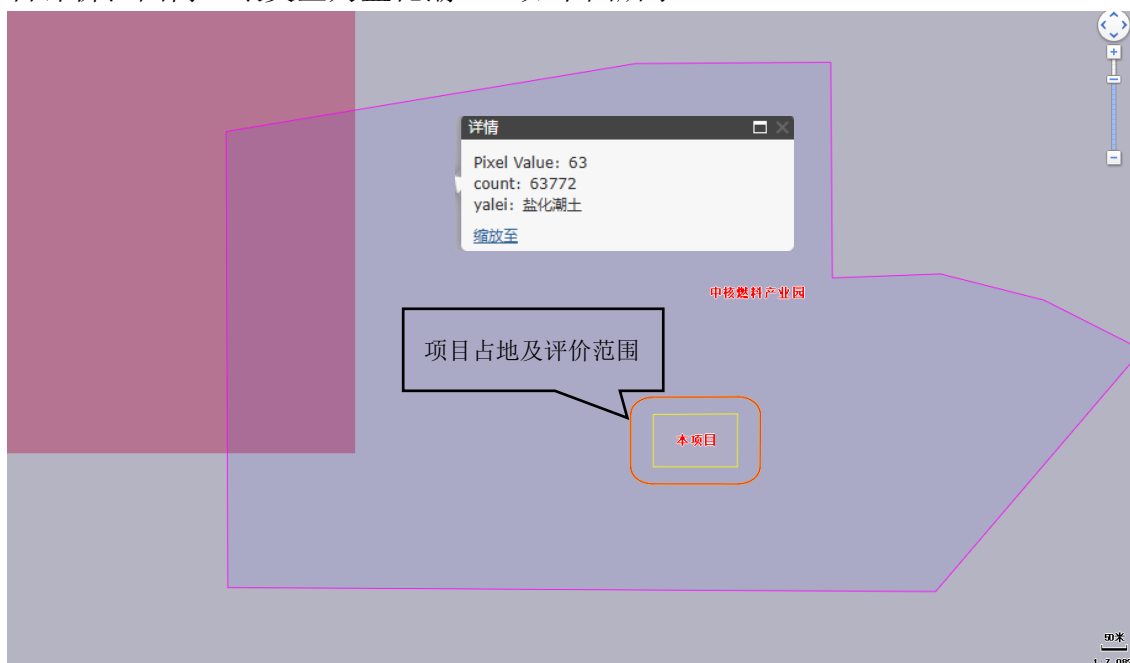 详情
Pixel Value: 63
count: 63772
yalei: 盐化潮土
缩放至
中核燃料产业园
项目占地及评价范围
本项目
50米